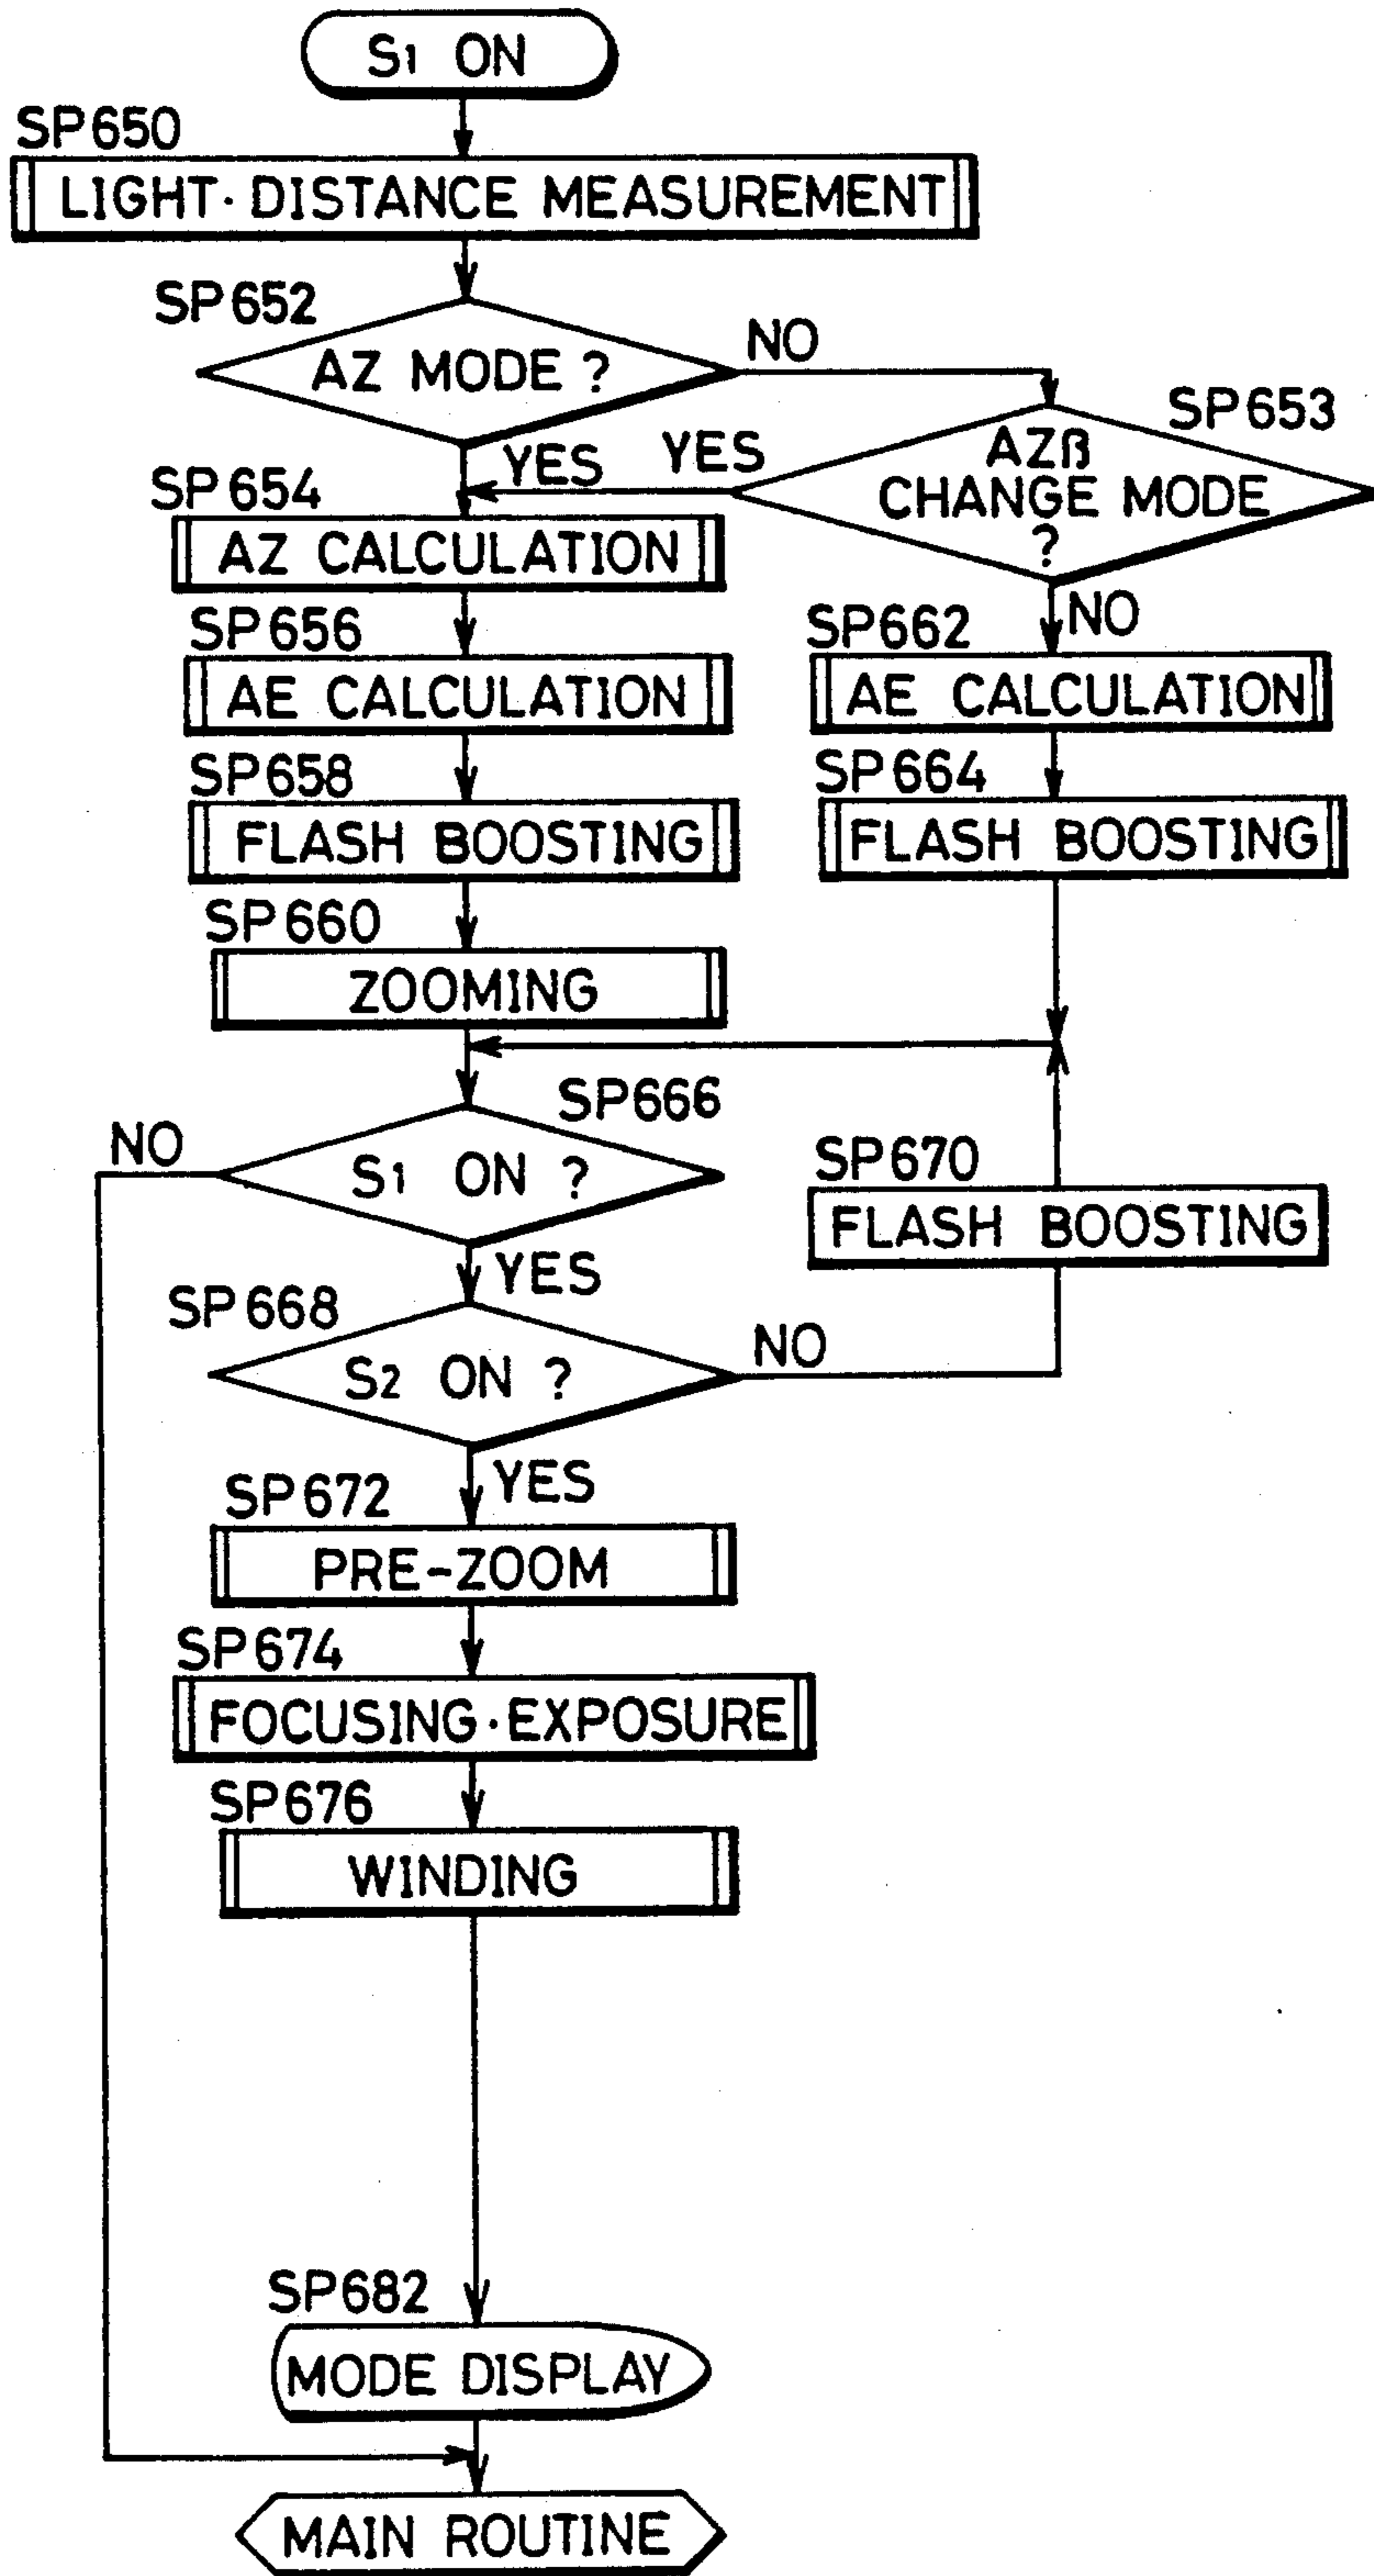 S1 ON
SP650
LIGHT·DISTANCE MEASUREMENT
SP652
AZ MODE ?
NO
SP653
AZβ
CHANGE MODE
?
YES
YES
SP654
AZ CALCULATION
NO
SP656
AE CALCULATION
SP662
AE CALCULATION
SP658
FLASH BOOSTING
SP664
FLASH BOOSTING
SP660
ZOOMING
SP666
S1 ON ?
NO
YES
SP670
FLASH BOOSTING
SP668
S2 ON ?
NO
YES
SP672
PRE-ZOOM
SP674
FOCUSING·EXPOSURE
SP676
WINDING
SP682
MODE DISPLAY
MAIN ROUTINE